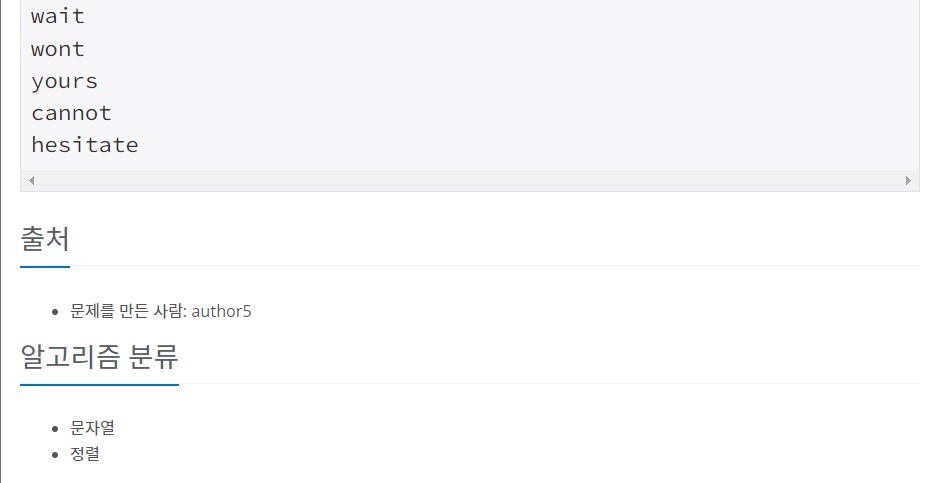 wait
wont
yours
cannot
hesitate
출처
문제를 만든 사람: author5
알고리즘 분류
문자열
정렬